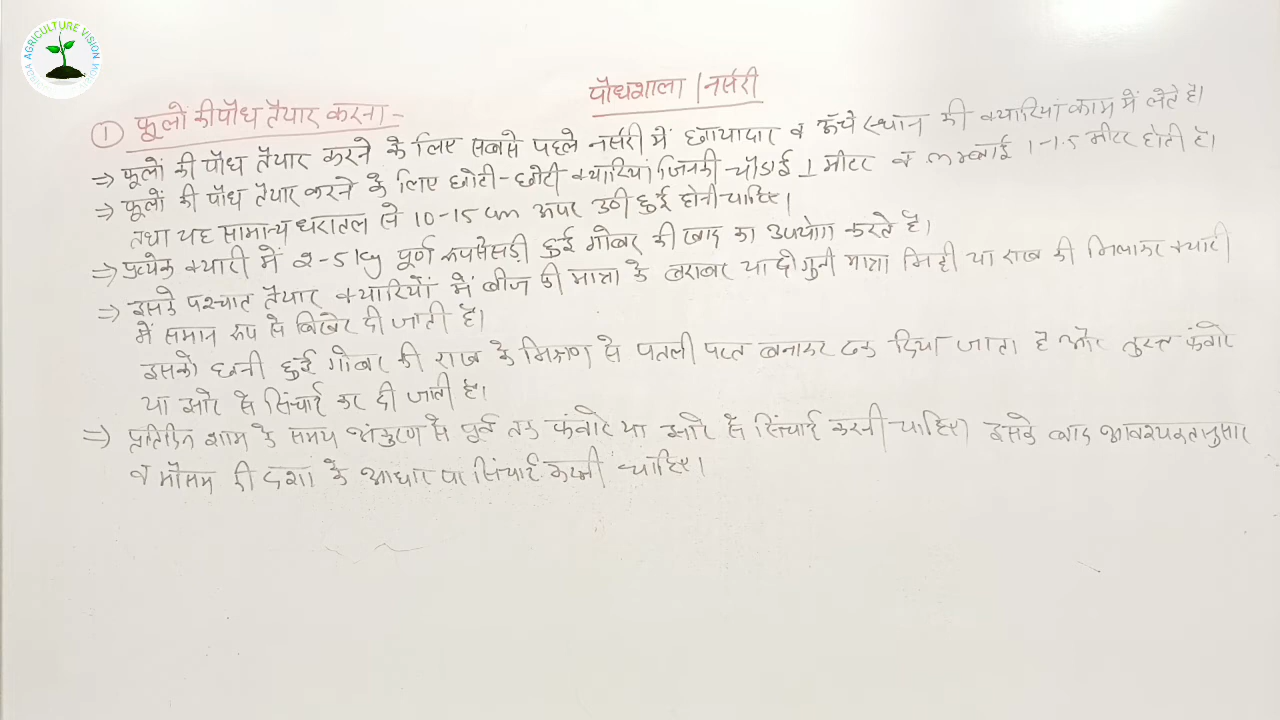 AGRICULTURE VISION
पौधशाला / नर्सरी
① फूलों की पौध तैयार करना -
⇒ फूलों की पौध तैयार करने के लिए सबसे पहले नर्सरी में छायादार व ऊँचे स्थान की क्यारियां काम में लेते है।
⇒ फूलों की पौध तैयार करने के लिए छोटी-छोटी क्यारियां जिनकी चौडाई 1 मीटर व लम्बाई 1-1.5 मीटर होती है।
तथा यह सामान्य धरातल से 10-15 cm ऊपर उठी हुई होनी चाहिए।
⇒ प्रत्येक क्यारी में 2-5 kg पूर्ण रूप से सडी हुई गोबर की खाद का उपयोग करते है।
⇒ इसके पश्चात तैयार क्यारियों में बीज की मात्रा के बराबर या दो गुनी मात्रा मिट्टी या राख की मिलाकर क्यारी
में समान रूप से बिखेर दी जाती है।
इसको छनी हुई गोबर की राख के मिश्रण से पतली परत बनाकर ढक दिया जाता है और तुरन्त फंवारे
या झारे से सिंचाई कर दी जाती है।
⇒ प्रतिदिन शाम के समय अंकुरण से पूर्व तक फंवारे या झारे से सिंचाई करनी चाहिए। इसके बाद आवश्यकतानुसार
व मौसम की दशा के आधार पर सिंचाई करनी चाहिए।